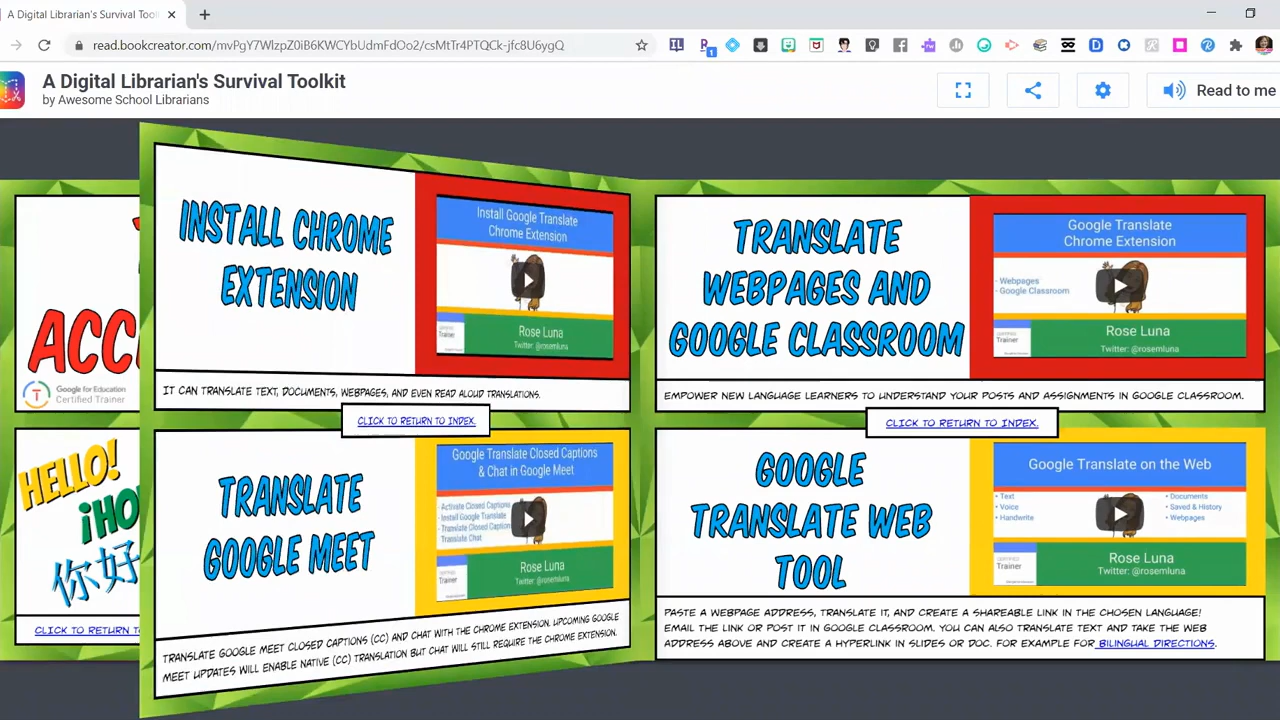 A Digital Librarian's Survival Tool
read.bookcreator.com/mvPgY7WlzpZ0iB6KWCYbUdmFdOo2/csMtTr4PTQCk-jfc8U6ygQ
A Digital Librarian's Survival Toolkit
by Awesome School Librarians
Read to me
ACC
Google for Education
Certified Trainer
HELLO!
¡HO
你好
CLICK TO RETURN T
INSTALL CHROME
EXTENSION
Install Google Translate
Chrome Extension
Rose Luna
Twitter: @rosemluna
Trainer
IT CAN TRANSLATE TEXT, DOCUMENTS, WEBPAGES, AND EVEN READ ALOUD TRANSLATIONS.
CLICK TO RETURN TO INDEX.
TRANSLATE
GOOGLE MEET
Google Translate Closed Captions
& Chat in Google Meet
- Activate Closed Captions
- Install Google Translate
- Translate Closed Captions
- Translate Chat
Rose Luna
Twitter: @rosemluna
Trainer
TRANSLATE GOOGLE MEET CLOSED CAPTIONS (CC) AND CHAT WITH THE CHROME EXTENSION. UPCOMING GOOGLE
MEET UPDATES WILL ENABLE NATIVE (CC) TRANSLATION BUT CHAT WILL STILL REQUIRE THE CHROME EXTENSION.
TRANSLATE
WEBPAGES AND
GOOGLE CLASSROOM
Google Translate
Chrome Extension
- Webpages
- Google Classroom
Rose Luna
Twitter: @rosemluna
Trainer
EMPOWER NEW LANGUAGE LEARNERS TO UNDERSTAND YOUR POSTS AND ASSIGNMENTS IN GOOGLE CLASSROOM.
CLICK TO RETURN TO INDEX.
GOOGLE
TRANSLATE WEB
TOOL
Google Translate on the Web
• Text
• Voice
• Handwrite
• Documents
• Saved & History
• Webpages
Rose Luna
Twitter: @rosemluna
Trainer
PASTE A WEBPAGE ADDRESS, TRANSLATE IT, AND CREATE A SHAREABLE LINK IN THE CHOSEN LANGUAGE!
EMAIL THE LINK OR POST IT IN GOOGLE CLASSROOM. YOU CAN ALSO TRANSLATE TEXT AND TAKE THE WEB
ADDRESS ABOVE AND CREATE A HYPERLINK IN SLIDES OR DOC. FOR EXAMPLE FOR BILINGUAL DIRECTIONS.